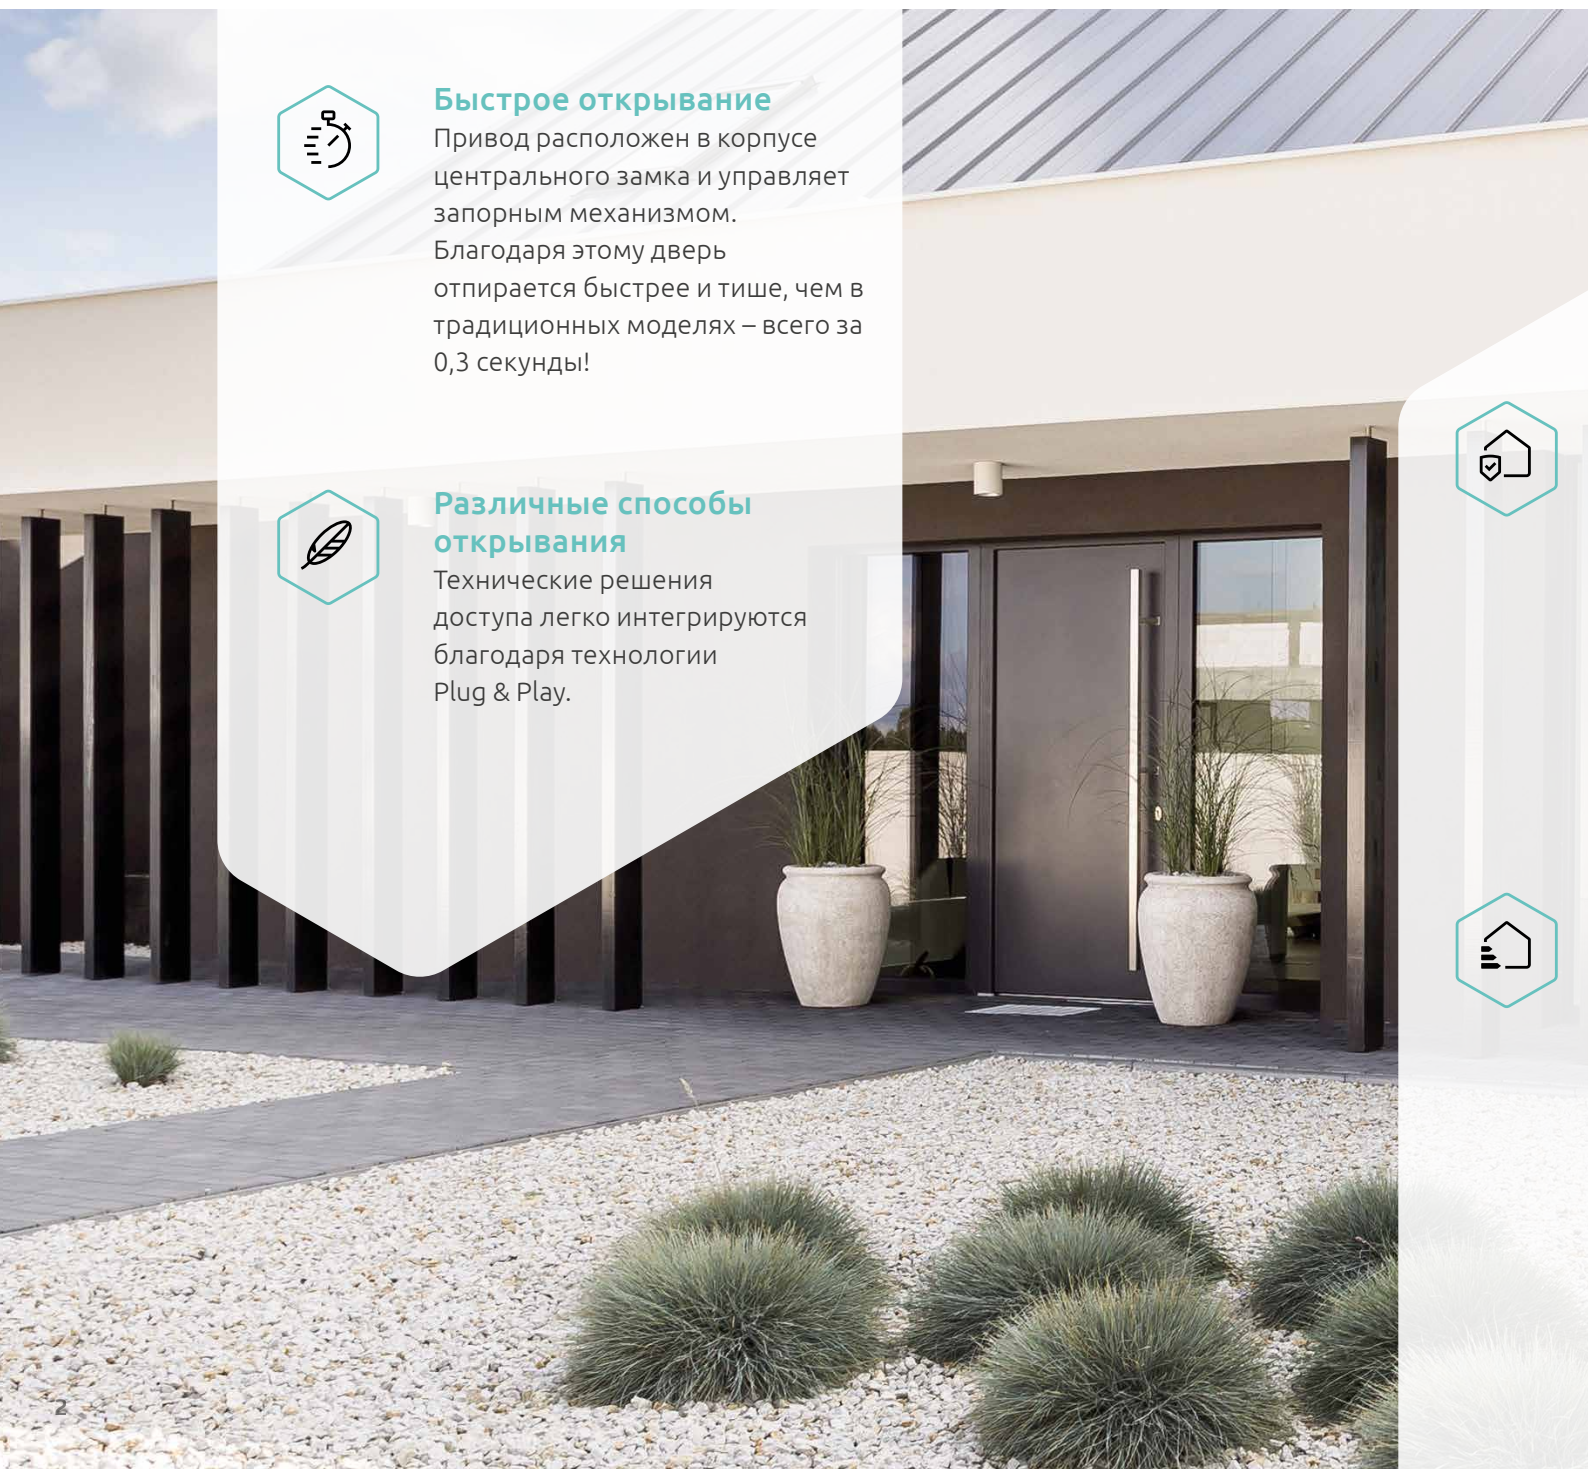 Быстрое открывание
Привод расположен в корпусе
центрального замка и управляет
запорным механизмом.
Благодаря этому дверь
отпирается быстрее и тише, чем в
традиционных моделях – всего за
0,3 секунды!
Различные способы
открывания
Технические решения
доступа легко интегрируются
благодаря технологии
Plug & Play.
2